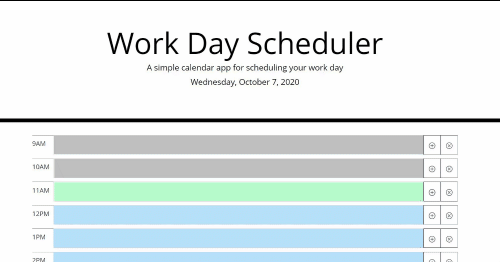 Work Day Scheduler
A simple calendar app for scheduling your work day
Wednesday, October 7, 2020
9AM
10AM
11AM
12PM
1PM
2PM